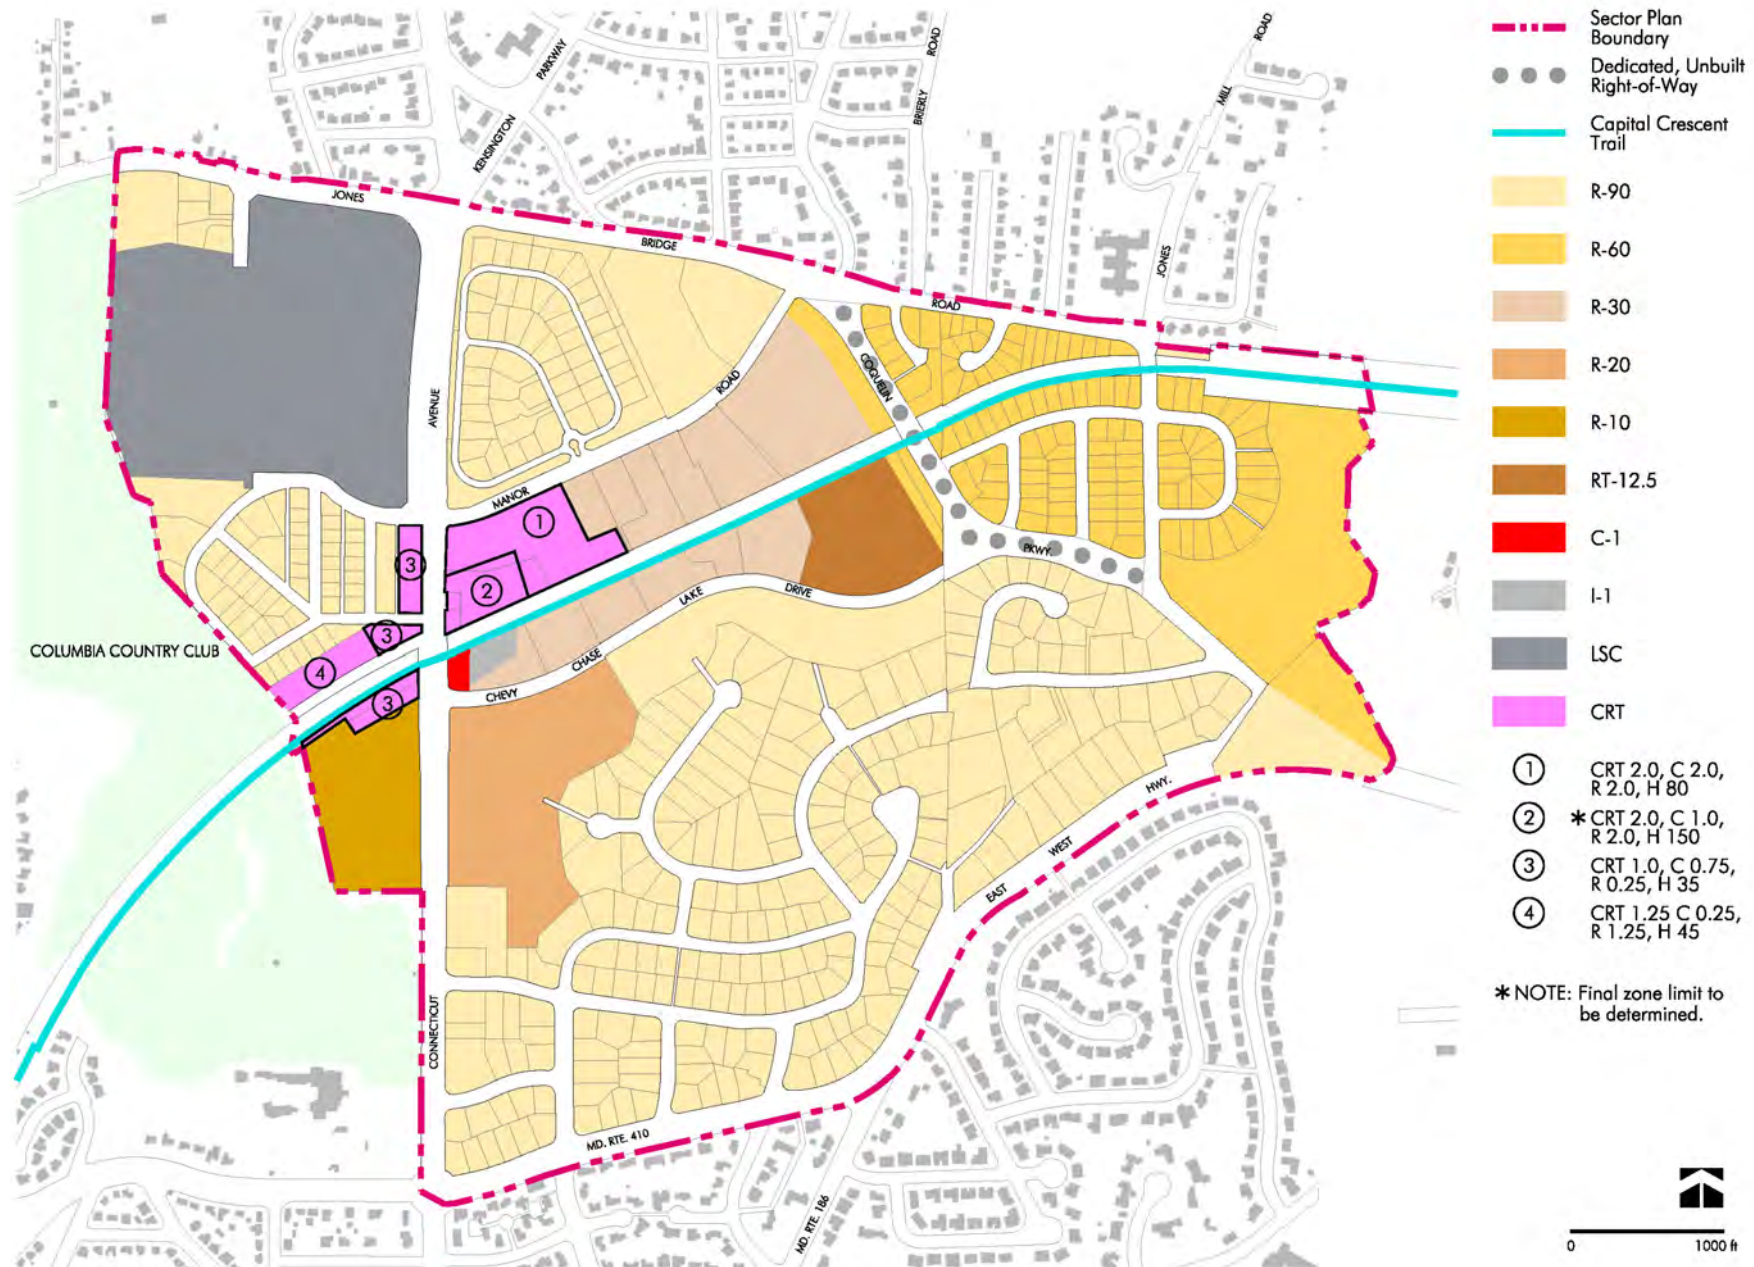 ROAD
PARKWAY
ROAD
KENSINGTON
BRIERLY
MILL
JONES
JONES
BRIDGE
ROAD
COQUELIN
ROAD
AVENUE
MANOR
1
3
2
PKWY.
DRIVE
LAKE
3
COLUMBIA COUNTRY CLUB
4
CHASE
CHEVY
3
HWY.
WEST
EAST
CONNECTICUT
MD. RTE. 410
MD. RTE. 186
Sector Plan
Boundary
Dedicated, Unbuilt
Right-of-Way
Capital Crescent
Trail
R-90
R-60
R-30
R-20
R-10
RT-12.5
C-1
I-1
LSC
CRT
1 CRT 2.0, C 2.0,
R 2.0, H 80
2 * CRT 2.0, C 1.0,
R 2.0, H 150
3 CRT 1.0, C 0.75,
R 0.25, H 35
4 CRT 1.25 C 0.25,
R 1.25, H 45
* NOTE: Final zone limit to
be determined.
0 1000 ft